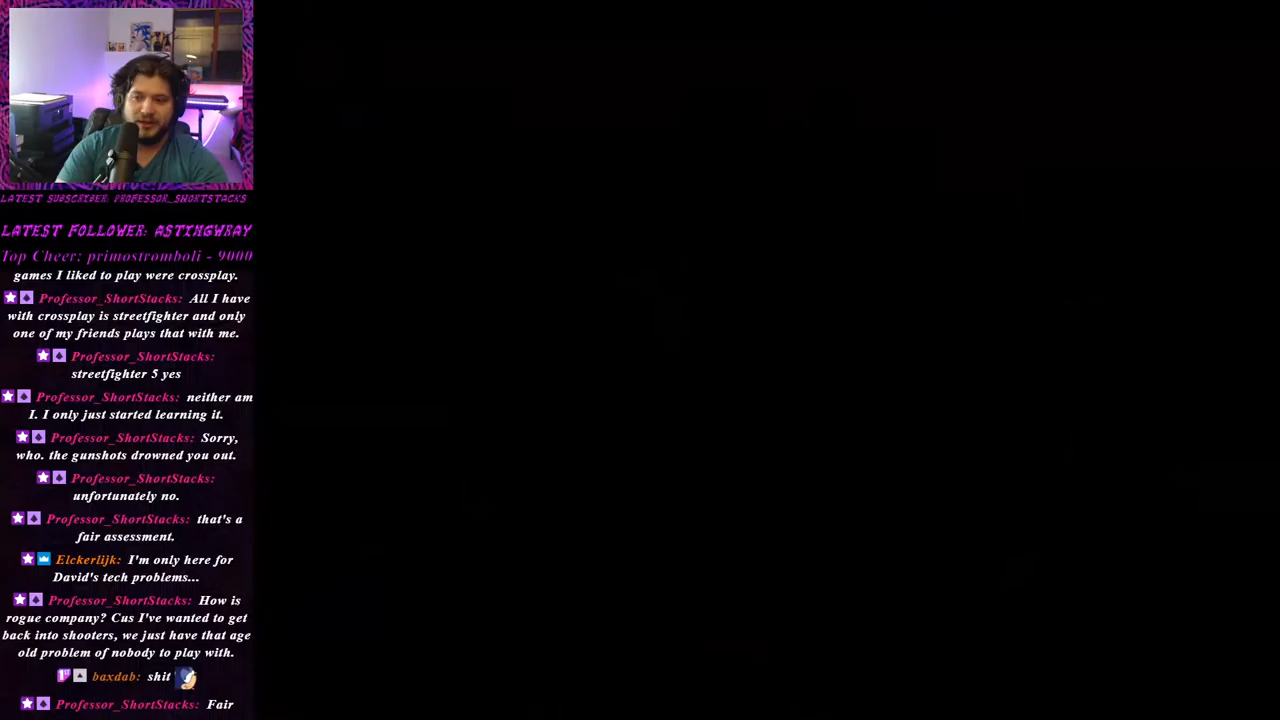 LATEST SUBSCRIBER: PROFESSOR_SHORTSTACKS
LATEST FOLLOWER: ASTINGWRAY
Top Cheer: primostromboli - 9000
games I liked to play were crossplay.
Professor_ShortStacks: All I have
with crossplay is streetfighter and only
one of my friends plays that with me.
Professor_ShortStacks:
streetfighter 5 yes
Professor_ShortStacks: neither am
I. I only just started learning it.
Professor_ShortStacks: Sorry,
who. the gunshots drowned you out.
Professor_ShortStacks:
unfortunately no.
Professor_ShortStacks: that's a
fair assessment.
Elckerlijk: I'm only here for
David's tech problems...
Professor_ShortStacks: How is
rogue company? Cus I've wanted to get
back into shooters, we just have that age
old problem of nobody to play with.
baxdab: shit
Professor_ShortStacks: Fair